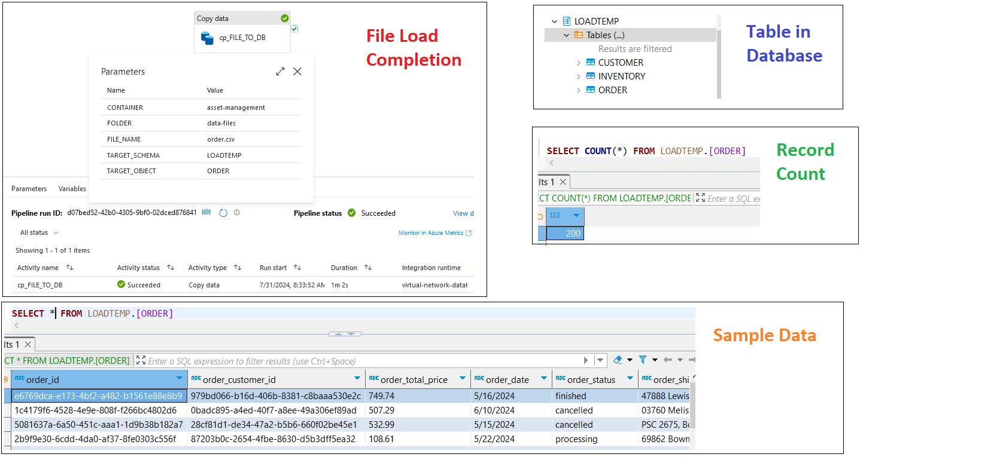 Copy data
cp_FILE_TO_DB
File Load
Completion
Parameters
Name Value
CONTAINER asset-management
FOLDER data-files
FILE_NAME order.csv
TARGET_SCHEMA LOADTEMP
TARGET_OBJECT ORDER
Parameters Variables
Pipeline run ID: d07bed52-42b0-4305-9bf0-02dced876841 Pipeline status Succeeded View d
All status Monitor in Azure Metrics
Showing 1 - 1 of 1 items
Activity name Activity status Activity type Run start Duration Integration runtime
cp_FILE_TO_DB Succeeded Copy data 7/31/2024, 8:33:52 AM 1m 2s virtual-network-datal
LOADTEMP
Tables (...)
Results are filtered
CUSTOMER
INVENTORY
ORDER
Table in
Database
SELECT COUNT(*) FROM LOADTEMP.[ORDER]
lts 1
ECT COUNT(*) FROM LOADTEMP.[ORDE Enter a SQL ex
123
200
Record
Count
SELECT * FROM LOADTEMP.[ORDER]
lts 1
CT * FROM LOADTEMP.[ORDER] Enter a SQL expression to filter results (use Ctrl+Space)
ABC order_id ABC order_customer_id ABC order_total_price ABC order_date ABC order_status ABC order_shi
e6769dca-e173-4bf2-a482-b1561e88e8b9 979bd066-b16d-406b-8381-c8baaa530e2c 749.74 5/16/2024 finished 47888 Lewis
1c4179f6-4528-4e9e-808f-f266bc4802d6 0badc895-a4ed-40f7-a8ee-49a306ef89ad 507.29 6/10/2024 cancelled 03760 Melis
5081637a-6a50-451c-aaa1-1d9b38b182a7 28cf81d1-de34-47a2-b5b6-660f02be45e1 532.99 5/15/2024 cancelled PSC 2675, Bo
2b9f9e30-6cdd-4da0-af37-8fe0303c556f 87203b0c-2654-4fbe-8630-d5b3dff5ea32 108.61 5/22/2024 processing 69862 Bown
Sample Data